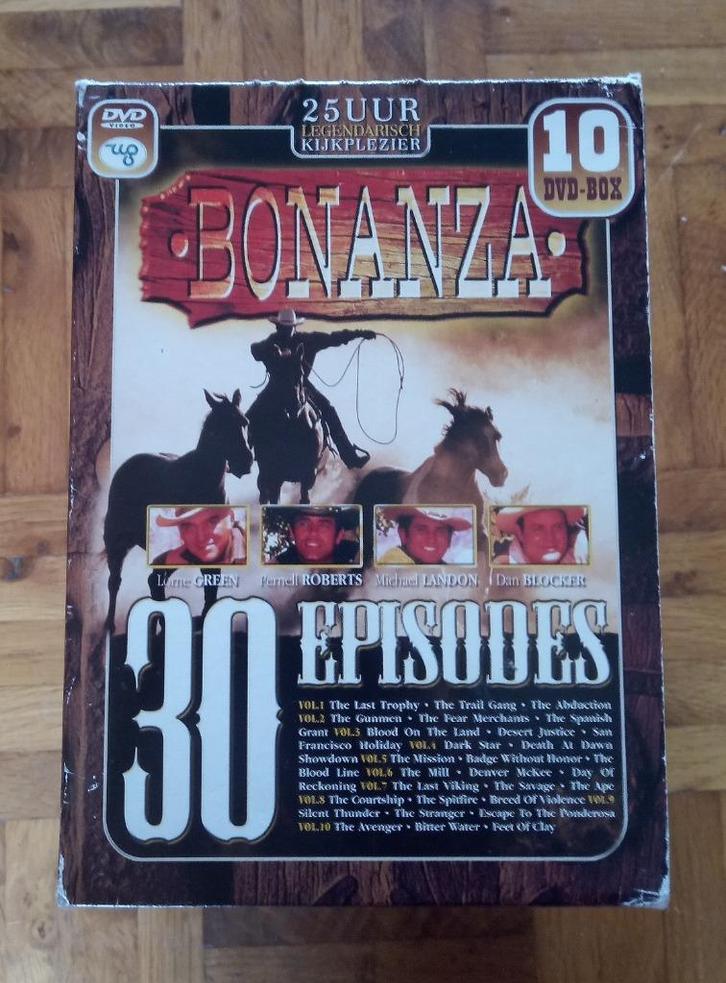 DVD
VIDEO
25 UUR
LEGENDARISCH
KIJKPLEZIER
10
DVD-BOX
·BONANZA·
Lorne GREEN
Pernell ROBERTS
Michael LANDON
Dan BLOCKER
30
EPISODES
VOL.1 The Last Trophy • The Trail Gang • The Abduction
VOL.2 The Gunmen • The Fear Merchants • The Spanish
Grant VOL.3 Blood On The Land • Desert Justice • San
Francisco Holiday VOL.4 Dark Star • Death At Dawn
Showdown VOL.5 The Mission • Badge Without Honor • The
Blood Line VOL.6 The Mill • Denver McKee • Day Of
Reckoning VOL.7 The Last Viking • The Savage • The Ape
VOL.8 The Courtship • The Spitfire • Breed Of Violence VOL.9
Silent Thunder • The Stranger • Escape To The Ponderosa
VOL.10 The Avenger • Bitter Water • Feet Of Clay